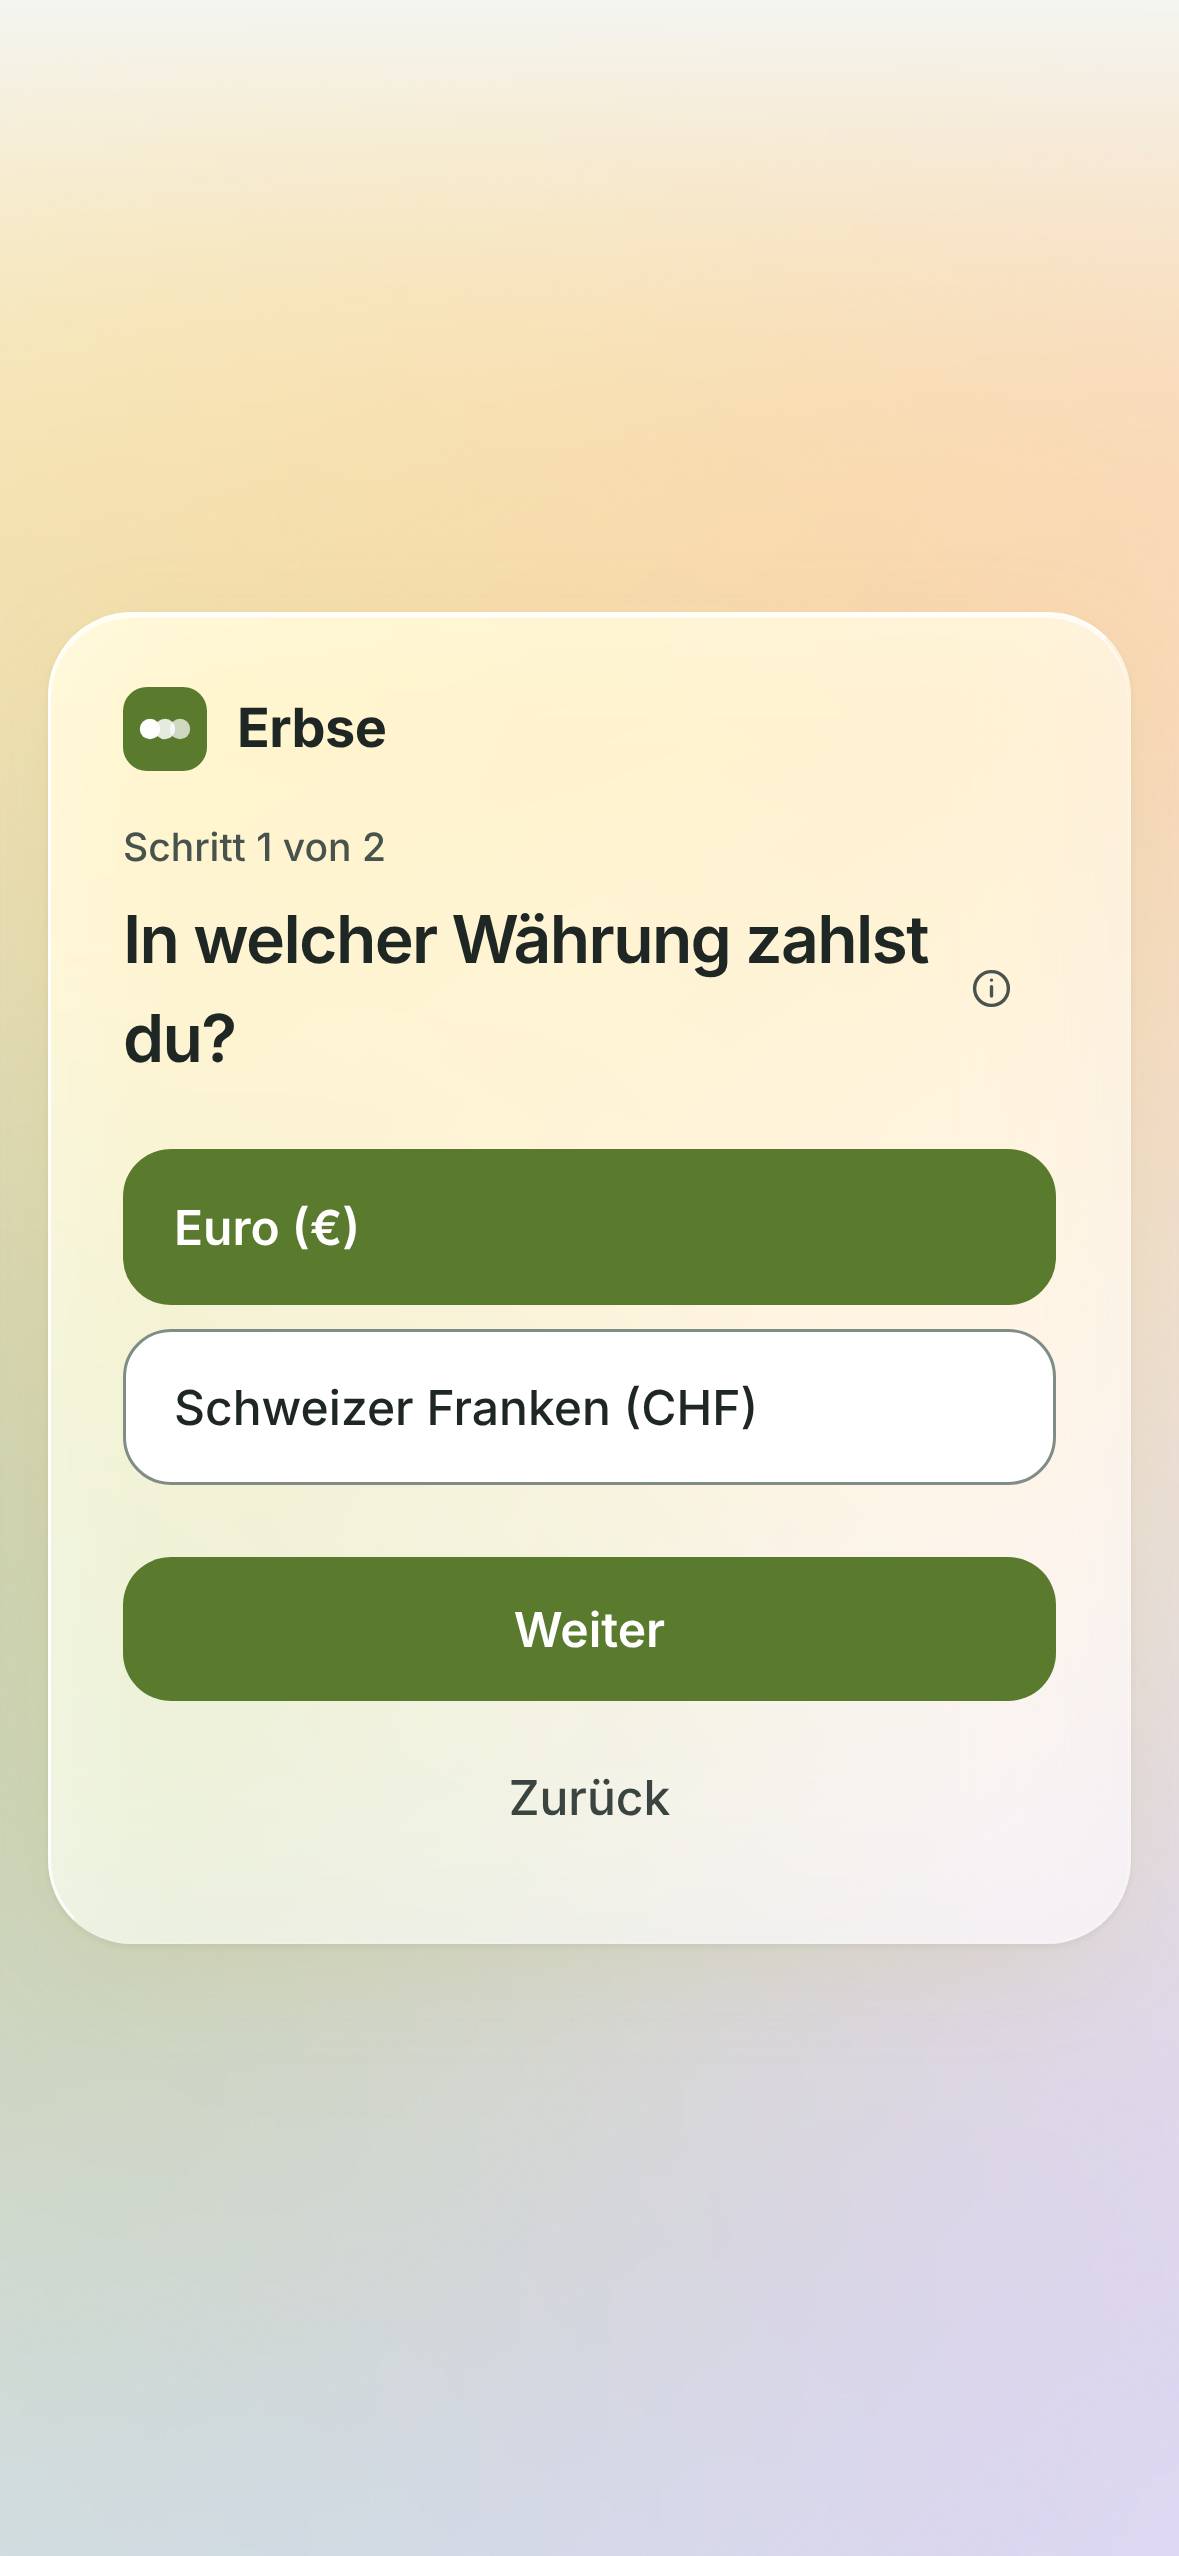 Erbse
Schritt 1 von 2
In welcher Währung zahlst
du?
Euro (€)
Schweizer Franken (CHF)
Weiter
Zurück